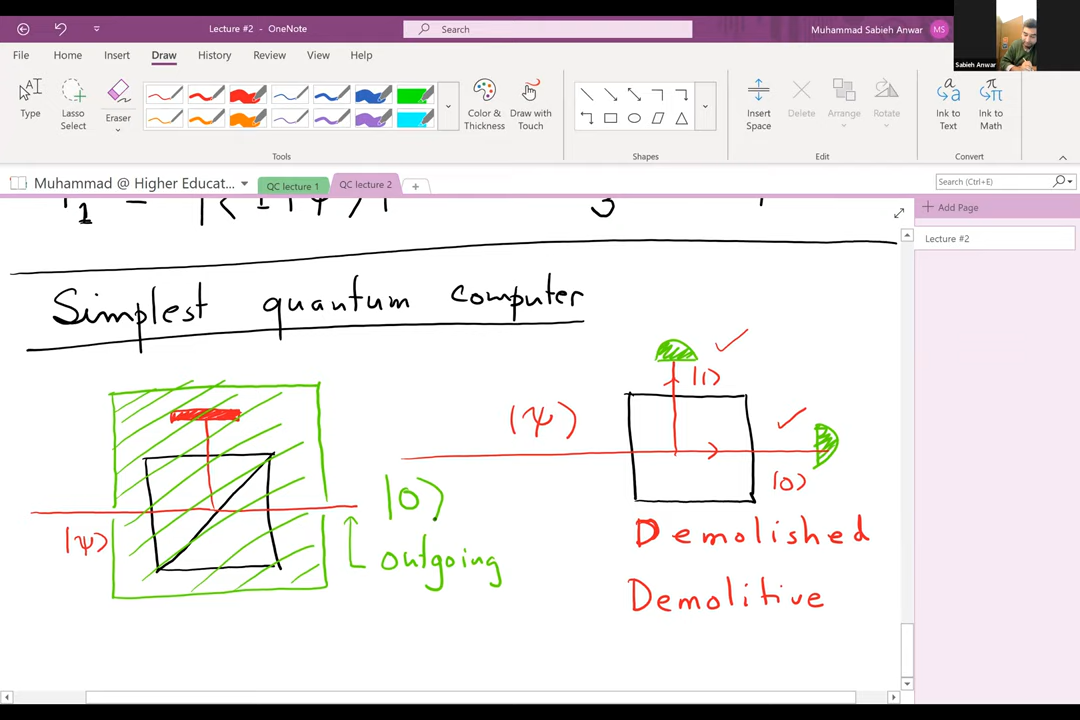 Lecture #2 - OneNote
Search
Muhammad Sabieh Anwar
MS
Sabieh Anwar
File
Home
Insert
Draw
History
Review
View
Help
Type
Lasso
Select
Eraser
Color &
Thickness
Draw with
Touch
Insert
Space
Delete
Arrange
Rotate
Ink to
Text
Ink to
Math
Tools
Shapes
Edit
Convert
Muhammad @ Higher Educat...
QC lecture 1
QC lecture 2
Search (Ctrl+E)
Add Page
Lecture #2
Simplest quantum computer
|1⟩
|ψ⟩
|0⟩
|0⟩
|ψ⟩
outgoing
Demolished
Demolitive